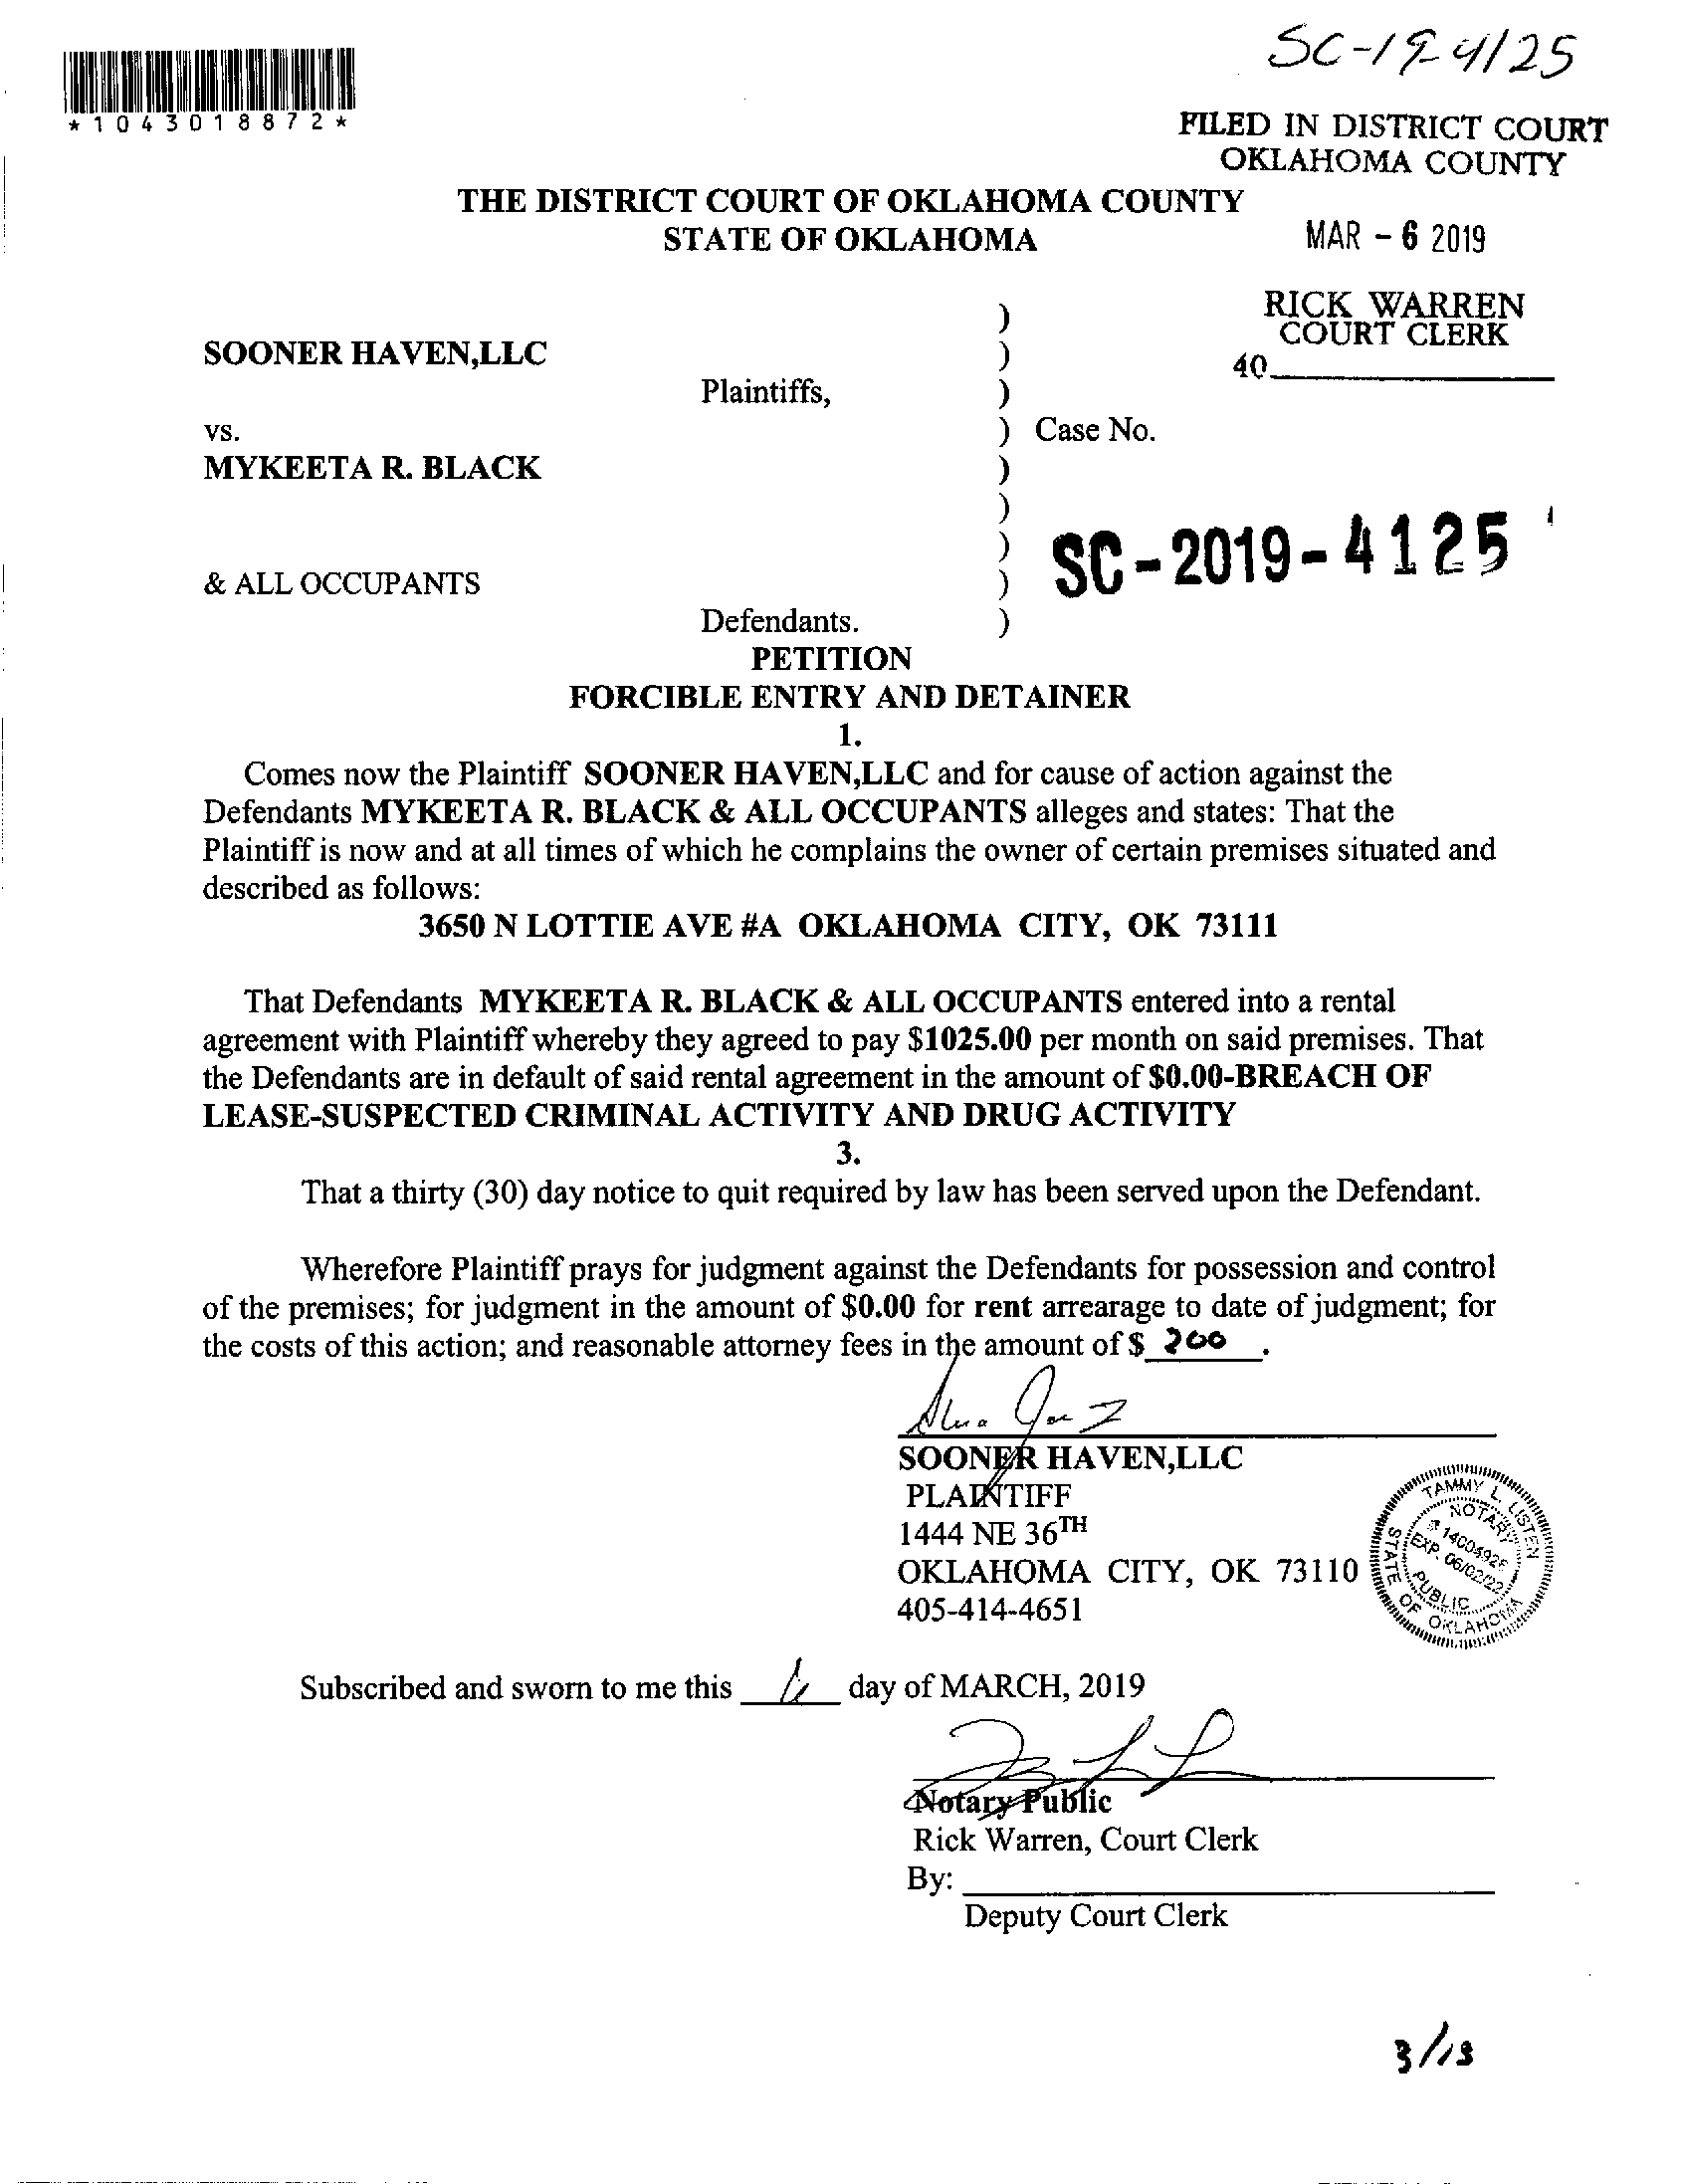 SC-19-4125
*1043018872*
FILED IN DISTRICT COURT
OKLAHOMA COUNTY
THE DISTRICT COURT OF OKLAHOMA COUNTY
STATE OF OKLAHOMA
MAR - 6 2019
RICK WARREN
COURT CLERK
40
)
SOONER HAVEN,LLC )
Plaintiffs, )
vs. ) Case No.
MYKEETA R. BLACK )
)
) SC-2019-4125
& ALL OCCUPANTS )
Defendants. )
PETITION
FORCIBLE ENTRY AND DETAINER
1.
Comes now the Plaintiff SOONER HAVEN,LLC and for cause of action against the
Defendants MYKEETA R. BLACK & ALL OCCUPANTS alleges and states: That the
Plaintiff is now and at all times of which he complains the owner of certain premises situated and
described as follows:
3650 N LOTTIE AVE #A OKLAHOMA CITY, OK 73111
That Defendants MYKEETA R. BLACK & ALL OCCUPANTS entered into a rental
agreement with Plaintiff whereby they agreed to pay $1025.00 per month on said premises. That
the Defendants are in default of said rental agreement in the amount of $0.00-BREACH OF
LEASE-SUSPECTED CRIMINAL ACTIVITY AND DRUG ACTIVITY
3.
That a thirty (30) day notice to quit required by law has been served upon the Defendant.
Wherefore Plaintiff prays for judgment against the Defendants for possession and control
of the premises; for judgment in the amount of $0.00 for rent arrearage to date of judgment; for
the costs of this action; and reasonable attorney fees in the amount of $ 200 .
SOONER HAVEN,LLC
PLAINTIFF
1444 NE 36TH
OKLAHOMA CITY, OK 73110
405-414-4651
TAMMY L. LISTEN
NOTARY
EXP. 06/02/22
PUBLIC
STATE OF OKLAHOMA
Subscribed and sworn to me this 6 day of MARCH, 2019
Notary Public
Rick Warren, Court Clerk
By:
Deputy Court Clerk
3/13